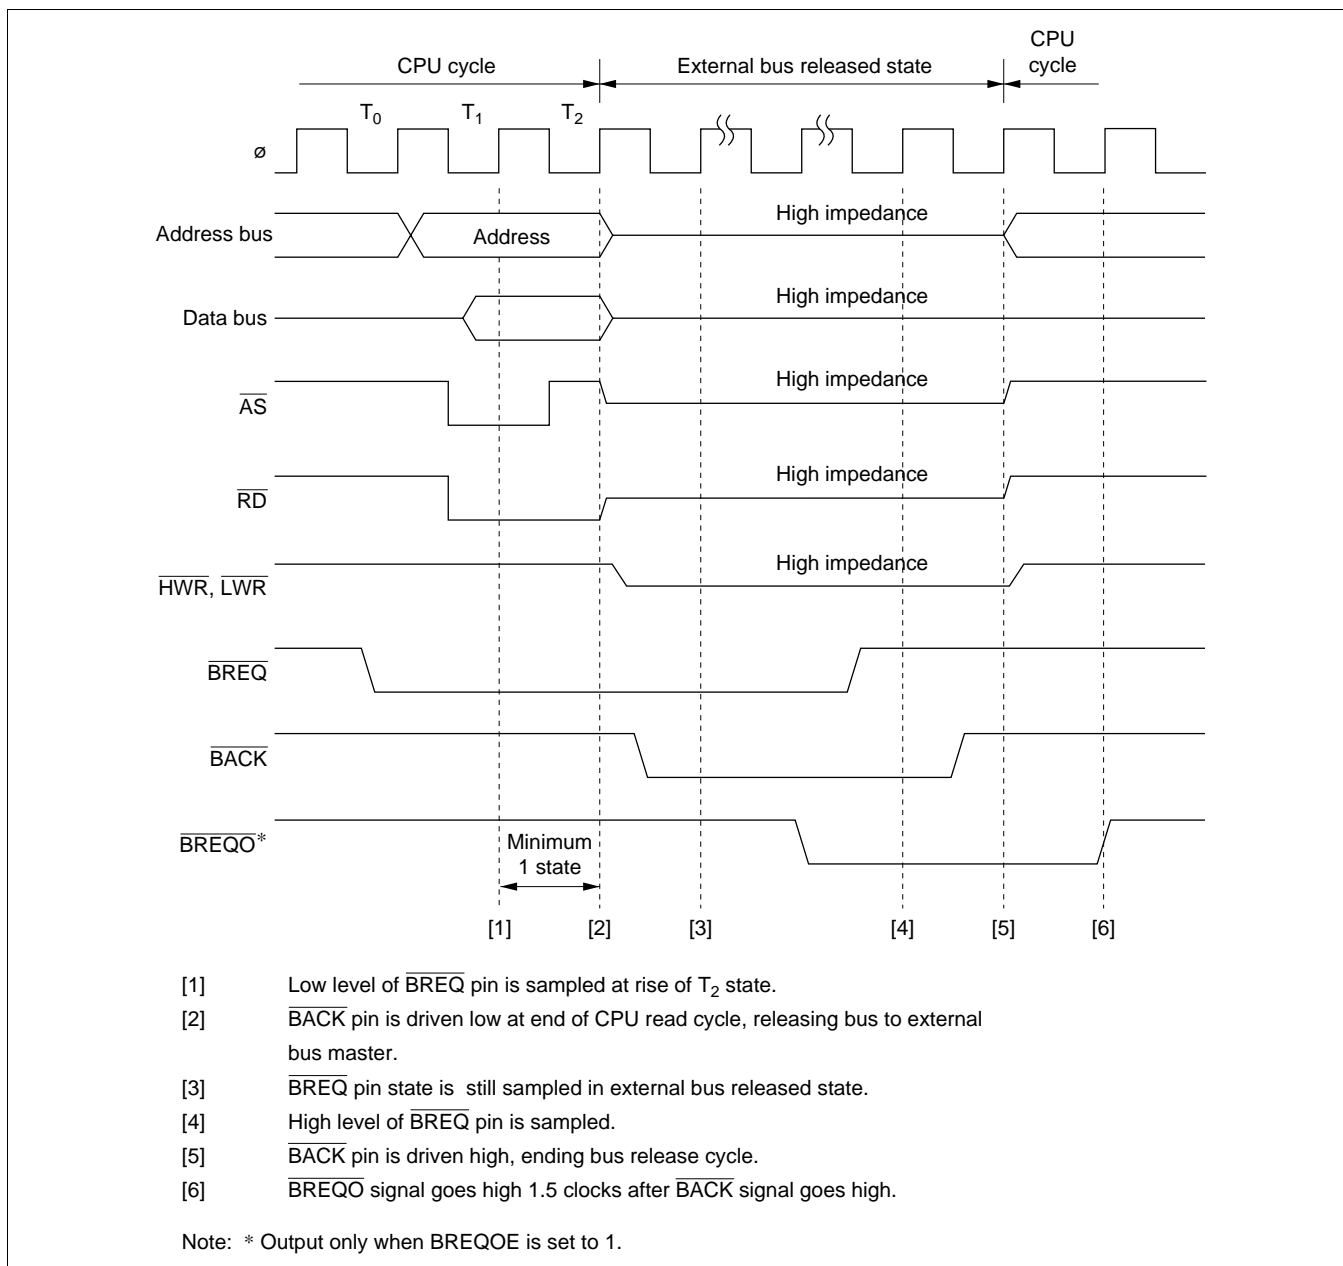 CPU cycle
External bus released state
CPU
cycle
T0
T1
T2
ø
Address bus
Address
High impedance
Data bus
High impedance
AS
High impedance
RD
High impedance
HWR, LWR
High impedance
BREQ
BACK
BREQO*
Minimum
1 state
[1]
[2]
[3]
[4]
[5]
[6]
[1] Low level of BREQ pin is sampled at rise of T2 state.
[2] BACK pin is driven low at end of CPU read cycle, releasing bus to external
bus master.
[3] BREQ pin state is still sampled in external bus released state.
[4] High level of BREQ pin is sampled.
[5] BACK pin is driven high, ending bus release cycle.
[6] BREQO signal goes high 1.5 clocks after BACK signal goes high.
Note: * Output only when BREQOE is set to 1.